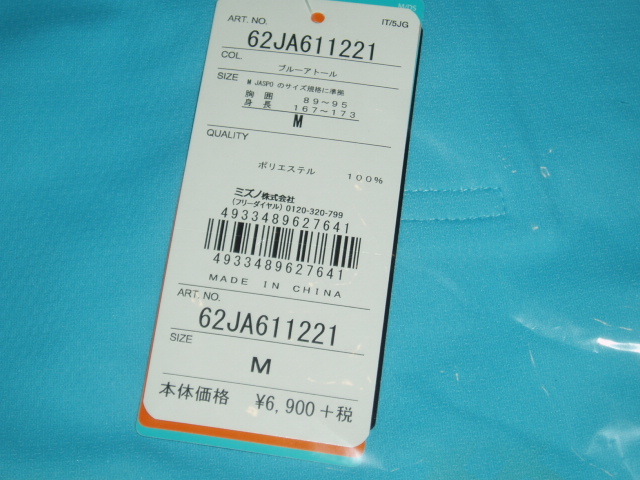 M/DS
ART. NO. IT/5JG
62JA611221
COL.
ブルーアトール
SIZE M JASPO のサイズ規格に準拠
胸囲 89〜95
身長 167〜173
M
QUALITY
ポリエステル 100%
ミズノ株式会社
(フリーダイヤル) 0120-320-799
4933489627641
4933489627641
MADE IN CHINA
ART. NO.
62JA611221
SIZE
M
本体価格 ¥6,900+税